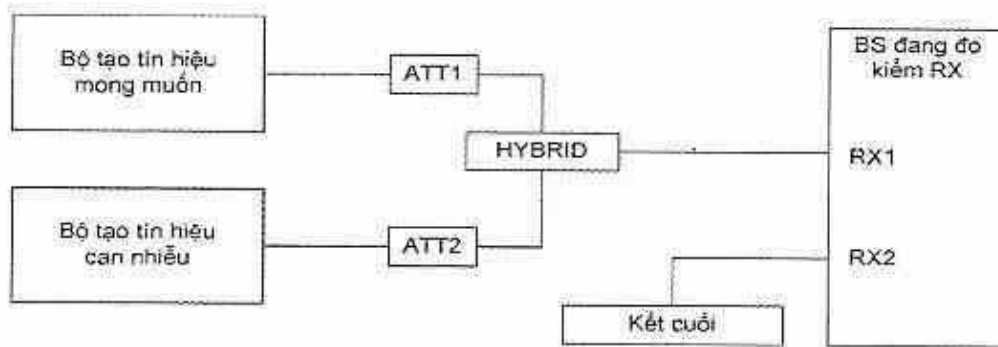 Bộ tạo tín hiệu
mong muốn
ATT1
BS đang đo
kiểm RX
HYBRID
RX1
Bộ tạo tín hiệu
can nhiễu
ATT2
RX2
Kết cuối